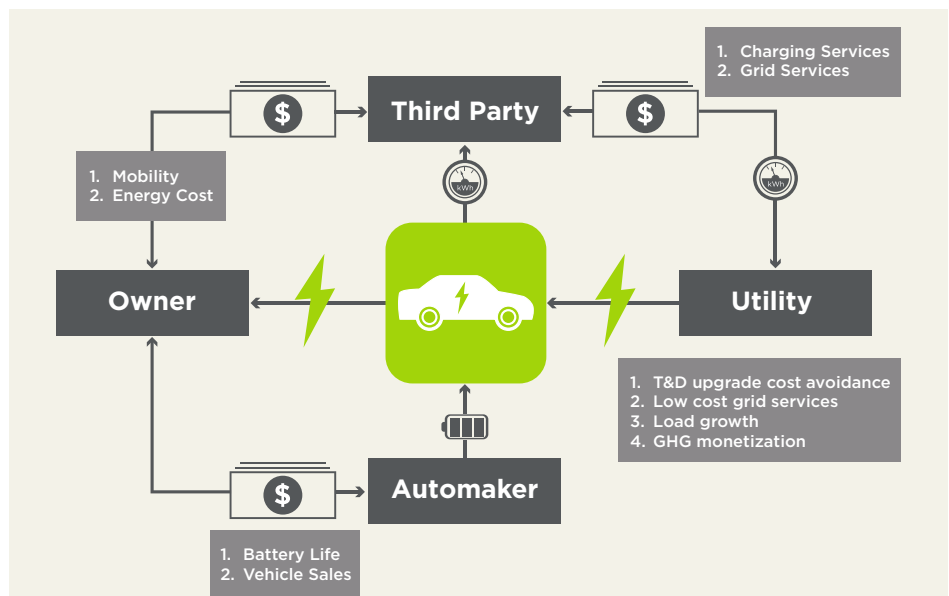 1. Charging Services
2. Grid Services
$
Third Party
$
1. Mobility
2. Energy Cost
kWh
kWh
Owner
Utility
1. T&D upgrade cost avoidance
2. Low cost grid services
3. Load growth
4. GHG monetization
$
Automaker
1. Battery Life
2. Vehicle Sales